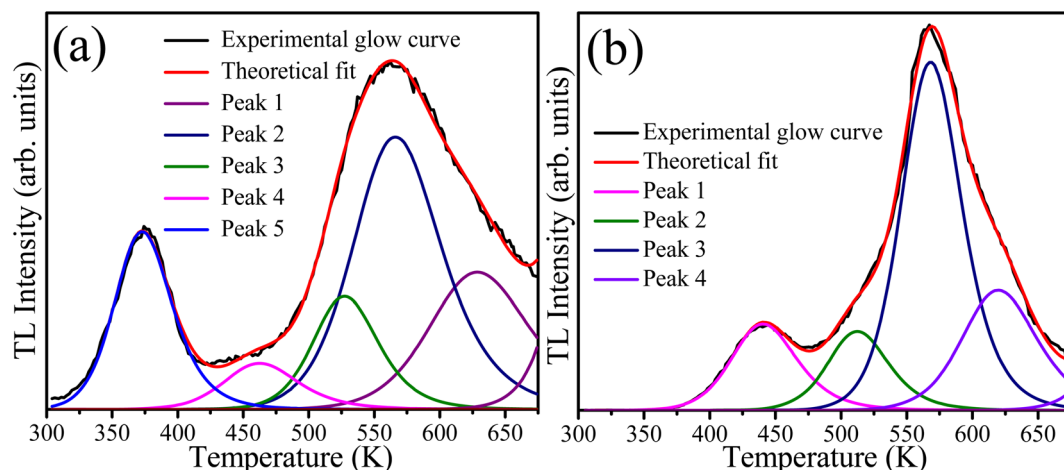 (a)
Experimental glow curve
Theoretical fit
Peak 1
Peak 2
Peak 3
Peak 4
Peak 5
TL Intensity (arb. units)
300 350 400 450 500 550 600 650
Temperature (K)
(b)
Experimental glow curve
Theoretical fit
Peak 1
Peak 2
Peak 3
Peak 4
TL Intensity (arb. units)
300 350 400 450 500 550 600 650
Temperature (K)